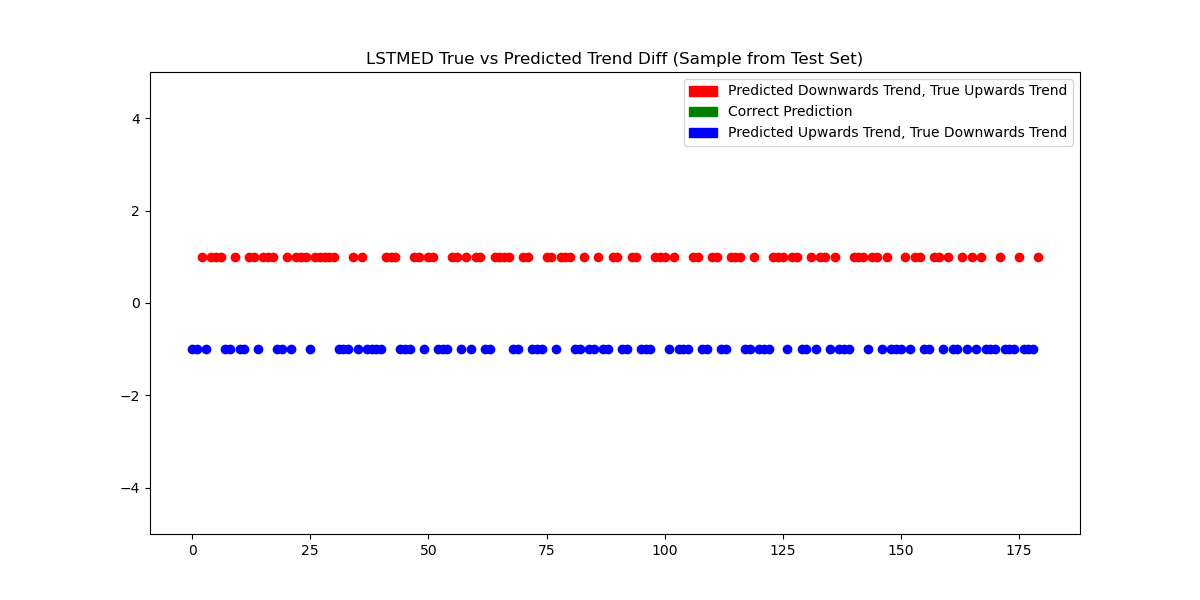 LSTMED True vs Predicted Trend Diff (Sample from Test Set)
Predicted Downwards Trend, True Upwards Trend
Correct Prediction
Predicted Upwards Trend, True Downwards Trend
4
2
0
−2
−4
0 25 50 75 100 125 150 175